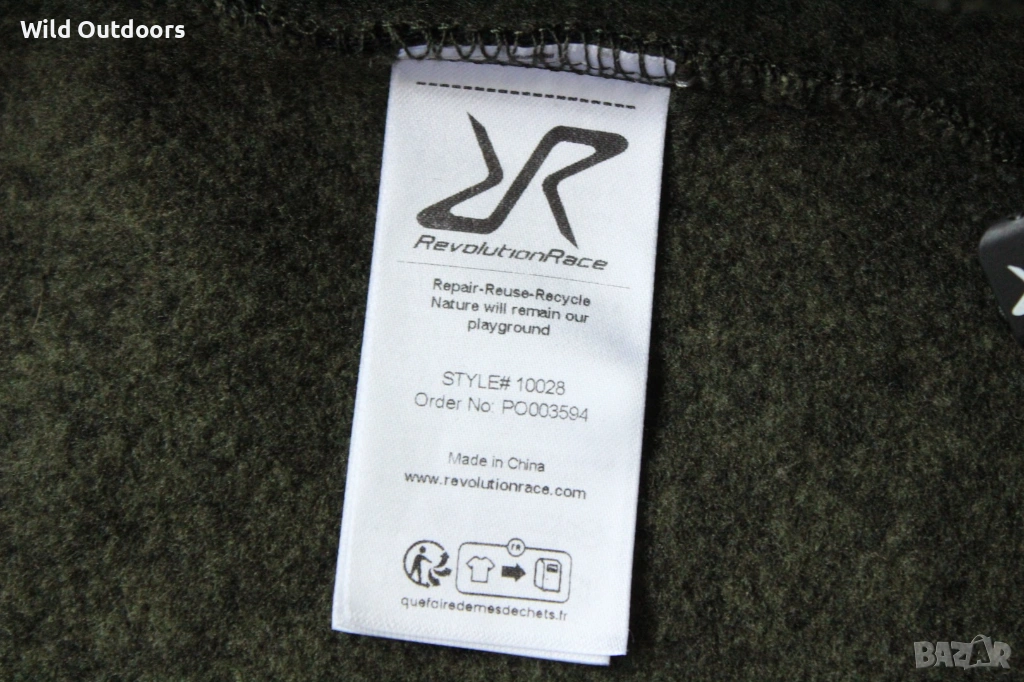 Wild Outdoors
RevolutionRace
Repair-Reuse-Recycle
Nature will remain our
playground
STYLE# 10028
Order No: PO003594
Made in China
www.revolutionrace.com
FR
quefairedemesdechets.fr
BAZAR